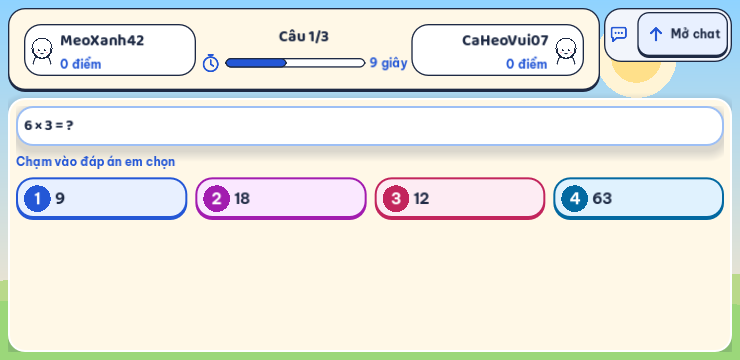 MeoXanh42
0 điểm
Câu 1/3
9 giây
CaHeoVui07
0 điểm
Mở chat
6 × 3 = ?
Chạm vào đáp án em chọn
1 9
2 18
3 12
4 63